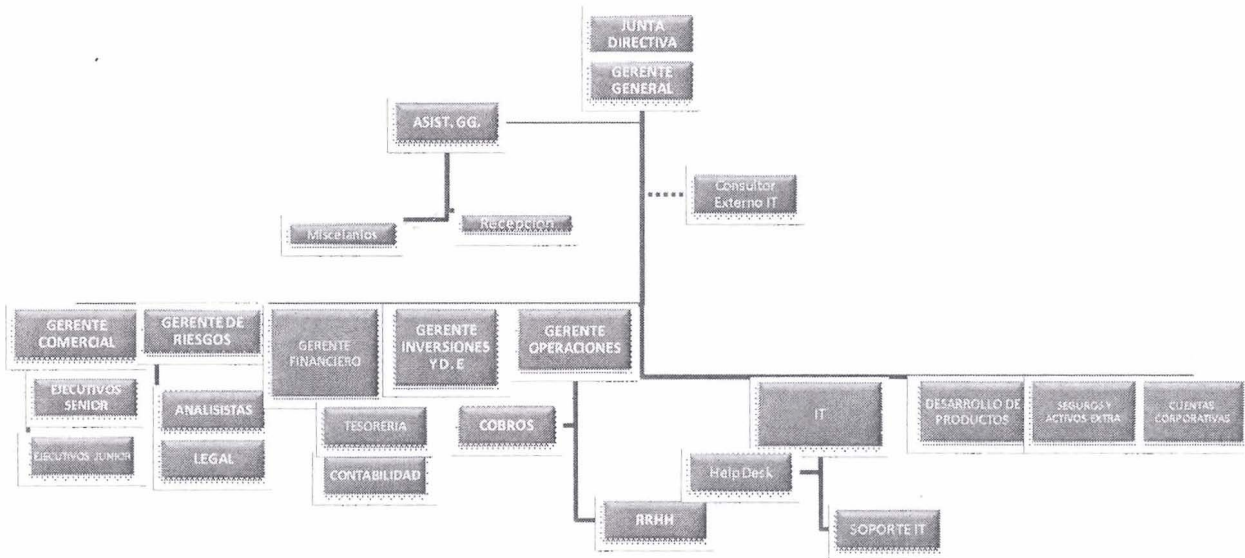 JUNTA
DIRECTIVA
GERENTE
GENERAL
ASIST. GG.
Consultor
Externo IT
Miscelanios
Recepción
GERENTE
COMERCIAL
GERENTE DE
RIESGOS
GERENTE
FINANCIERO
GERENTE
INVERSIONES
Y D. E
GERENTE
OPERACIONES
EJECUTIVOS
SENIOR
EJECUTIVOS JUNIOR
ANALISISTAS
LEGAL
TESORERIA
CONTABILIDAD
COBROS
RRHH
IT
Help Desk
SOPORTE IT
DESARROLLO DE
PRODUCTOS
SEGUROS Y
ACTIVOS EXTRA
CUENTAS
CORPORATIVAS